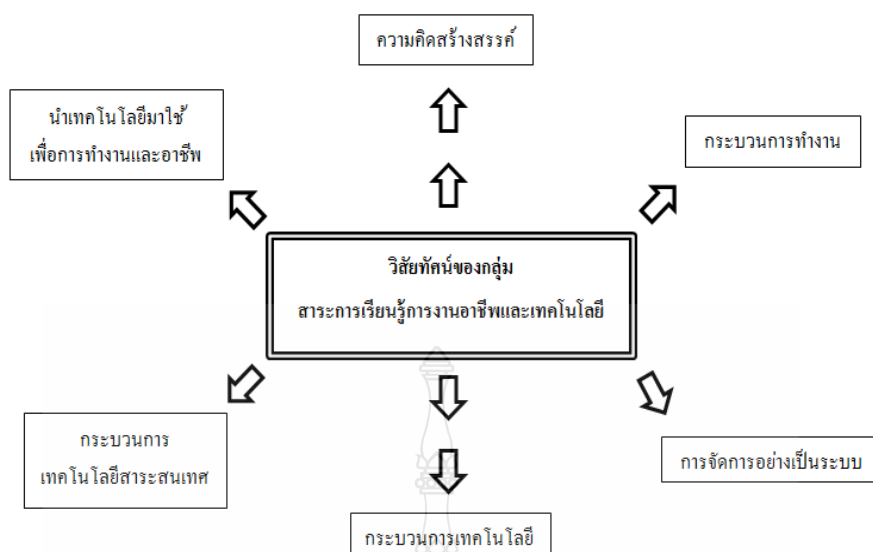 ความคิดสร้างสรรค์
นำเทคโนโลยีมาใช้
เพื่อการทำงานและอาชีพ
กระบวนการทำงาน
วิสัยทัศน์ของกลุ่ม
สาระการเรียนรู้การงานอาชีพและเทคโนโลยี
กระบวนการ
เทคโนโลยีสาระสนเทศ
การจัดการอย่างเป็นระบบ
กระบวนการเทคโนโลยี